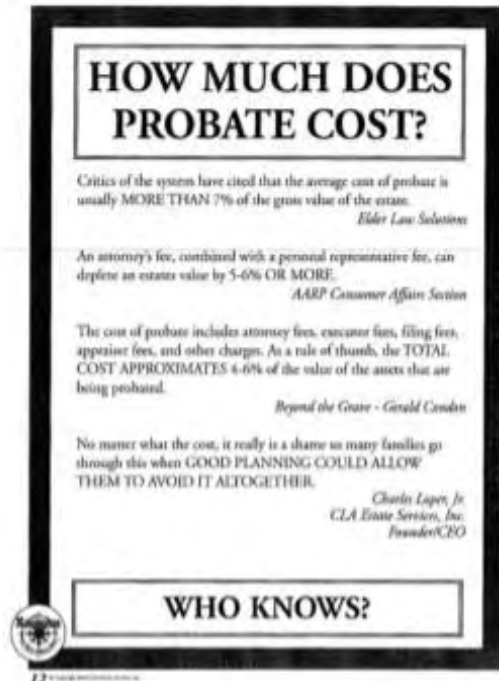 HOW MUCH DOES
PROBATE COST?
Critics of the system have cited that the average cost of probate is
usually MORE THAN 7% of the gross value of the estate.
Elder Law Solutions
An attorney's fee, combined with a personal representative fee, can
deplete an estates value by 5-6% OR MORE.
AARP Consumer Affairs Section
The cost of probate includes attorney fees, executor fees, filing fees,
appraiser fees, and other charges. As a rule of thumb, the TOTAL
COST APPROXIMATES 4-6% of the value of the assets that are
being probated.
Beyond the Grave - Gerald Condon
No matter what the cost, it really is a shame so many families go
through this when GOOD PLANNING COULD ALLOW
THEM TO AVOID IT ALTOGETHER.
Charles Loper, Jr.
CLA Estate Services, Inc.
Founder/CEO
WHO KNOWS?
12